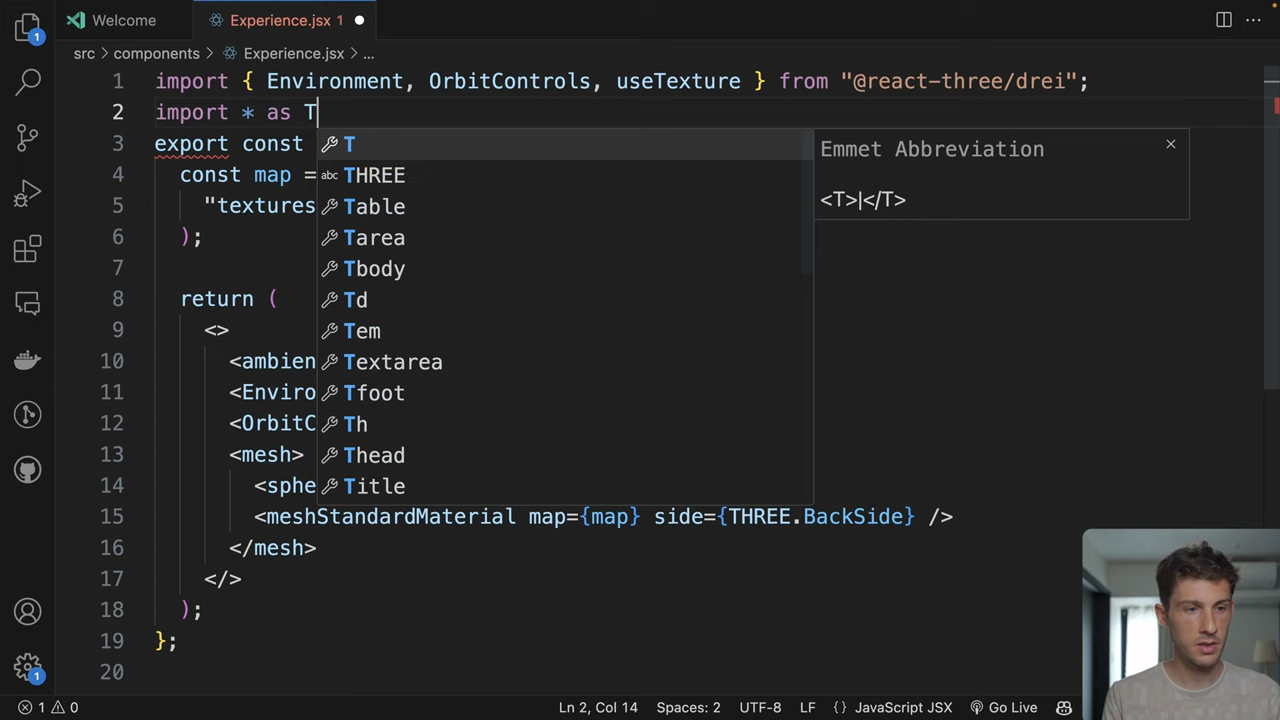 Welcome
Experience.jsx 1
src > components > Experience.jsx > ...
1 import { Environment, OrbitControls, useTexture } from "@react-three/drei";
2 import * as T
3 export const
4 const map =
5 "textures
6 );
7
8 return (
9 <>
10 <ambien
11 <Enviro
12 <OrbitC
13 <mesh>
14 <sphe
15 <meshStandardMaterial map={map} side={THREE.BackSide} />
16 </mesh>
17 </>
18 );
19 };
20
T
abc THREE
Table
Tarea
Tbody
Td
Tem
Textarea
Tfoot
Th
Thead
Title
Emmet Abbreviation
<T>|</T>
1
1
1 0
Ln 2, Col 14
Spaces: 2
UTF-8
LF
{} JavaScript JSX
Go Live